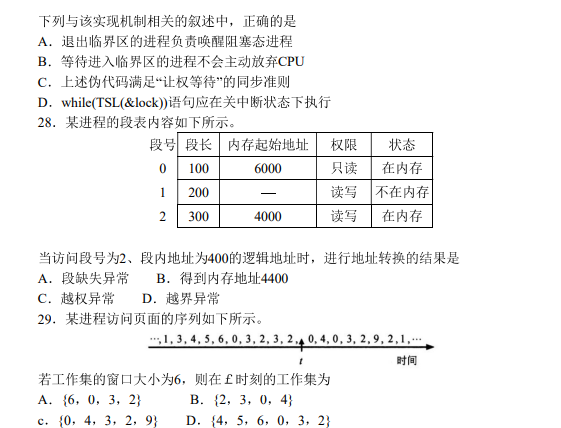 下列与该实现机制相关的叙述中，正确的是
A．退出临界区的进程负责唤醒阻塞态进程
B．等待进入临界区的进程不会主动放弃CPU
C．上述伪代码满足“让权等待”的同步准则
D．while(TSL(&lock))语句应在关中断状态下执行
28．某进程的段表内容如下所示。
段号 段长 内存起始地址 权限 状态
0 100 6000 只读 在内存
1 200 — 读写 不在内存
2 300 4000 读写 在内存
当访问段号为2、段内地址为400的逻辑地址时，进行地址转换的结果是
A．段缺失异常 B．得到内存地址4400
C．越权异常 D．越界异常
29．某进程访问页面的序列如下所示。
…,1,3,4,5,6,0,3,2,3,2, 0,4,0,3,2,9,2,1,…
t 时间
若工作集的窗口大小为6，则在￡时刻的工作集为
A．{6，0，3，2} B．{2，3，0，4}
c．{0，4，3，2，9} D．{4，5，6，0，3，2}